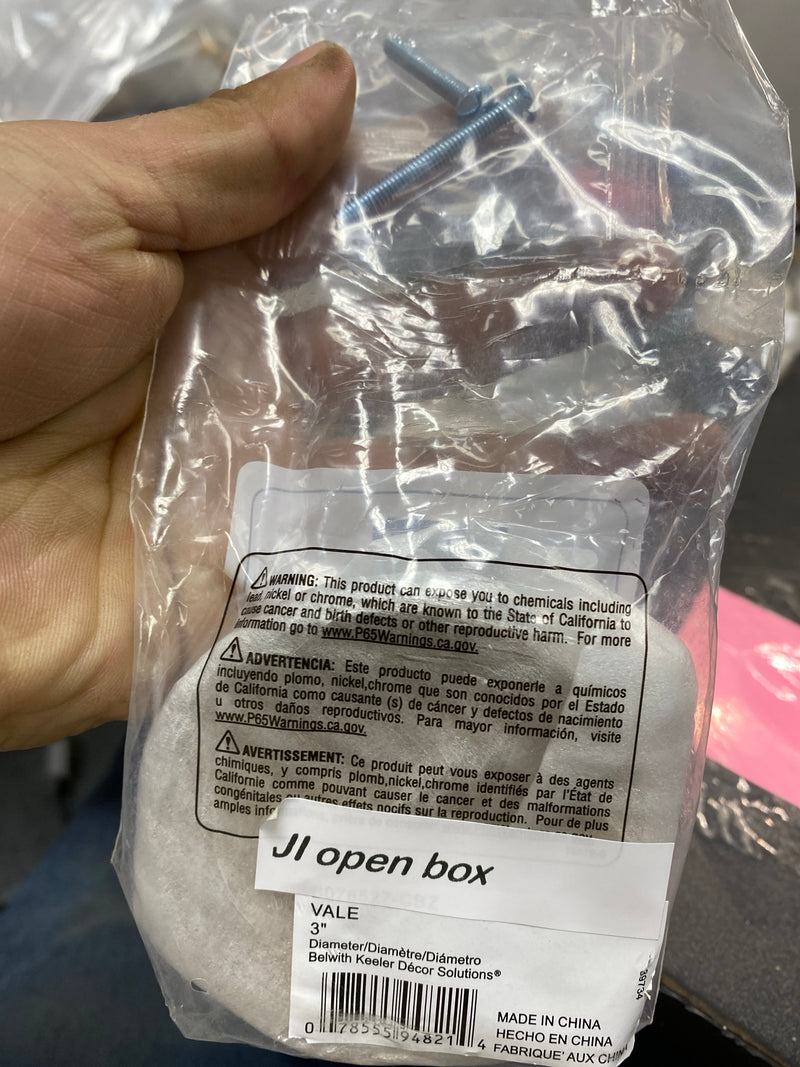 WARNING: This product can expose you to chemicals including
lead, nickel or chrome, which are known to the State of California to
cause cancer and birth defects or other reproductive harm. For more
information go to www.P65Warnings.ca.gov.
ADVERTENCIA: Este producto puede exponerle a químicos
incluyendo plomo, nickel,chrome que son conocidos por el Estado
de California como causante (s) de cáncer y defectos de nacimiento
u otros daños reproductivos. Para mayor información, visite
www.P65Warnings.ca.gov.
AVERTISSEMENT: Ce produit peut vous exposer à des agents
chimiques, y compris plomb,nickel,chrome identifiés par l'État de
Californie comme pouvant causer le cancer et des malformations
congénitales ou autres effets nocifs sur la reproduction. Pour de plus
amples
JI open box
VALE
3"
Diameter/Diamètre/Diámetro
Belwith Keeler Décor Solutions®
39734
0 78555 94821 4
MADE IN CHINA
HECHO EN CHINA
FABRIQUE' AUX CHIN